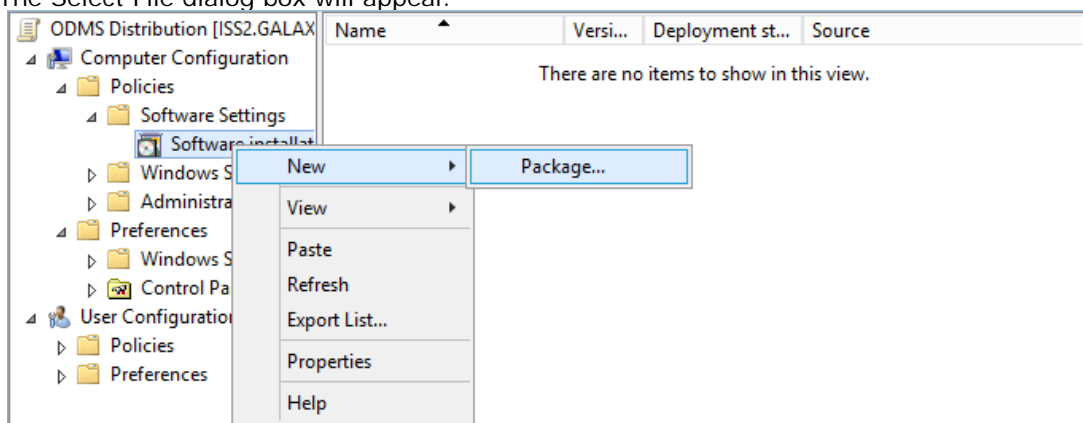 The Select File dialog box will appear.
ODMS Distribution [ISS2.GALAX
Name Versi... Deployment st... Source
Computer Configuration
There are no items to show in this view.
Policies
Software Settings
Software installat
New
Package...
Windows S
Administra
View
Preferences
Paste
Windows S
Refresh
Control Pa
User Configuration
Export List...
Policies
Properties
Preferences
Help